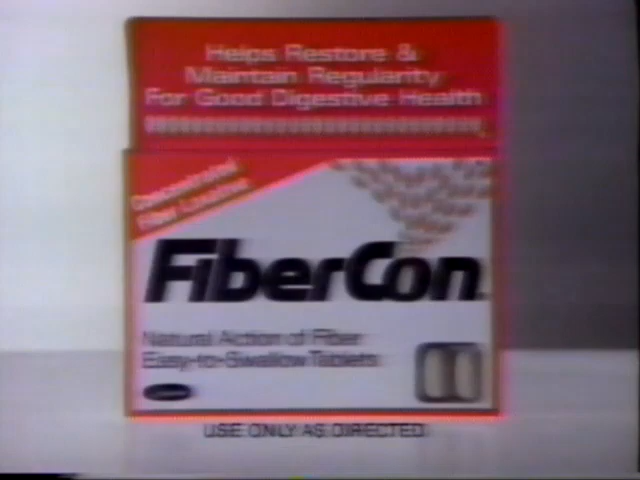 Helps Restore &
Maintain Regularity
For Good Digestive Health
Concentrated
Fiber Laxative
FiberCon
Natural Action of Fiber
Easy-to-Swallow Tablets
USE ONLY AS DIRECTED.